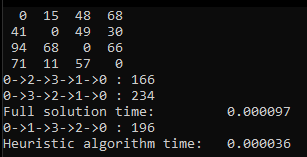 0 15 48 68
41 0 49 30
94 68 0 66
71 11 57 0
0->2->3->1->0 : 166
0->3->2->1->0 : 234
Full solution time: 0.000097
0->1->3->2->0 : 196
Heuristic algorithm time: 0.000036